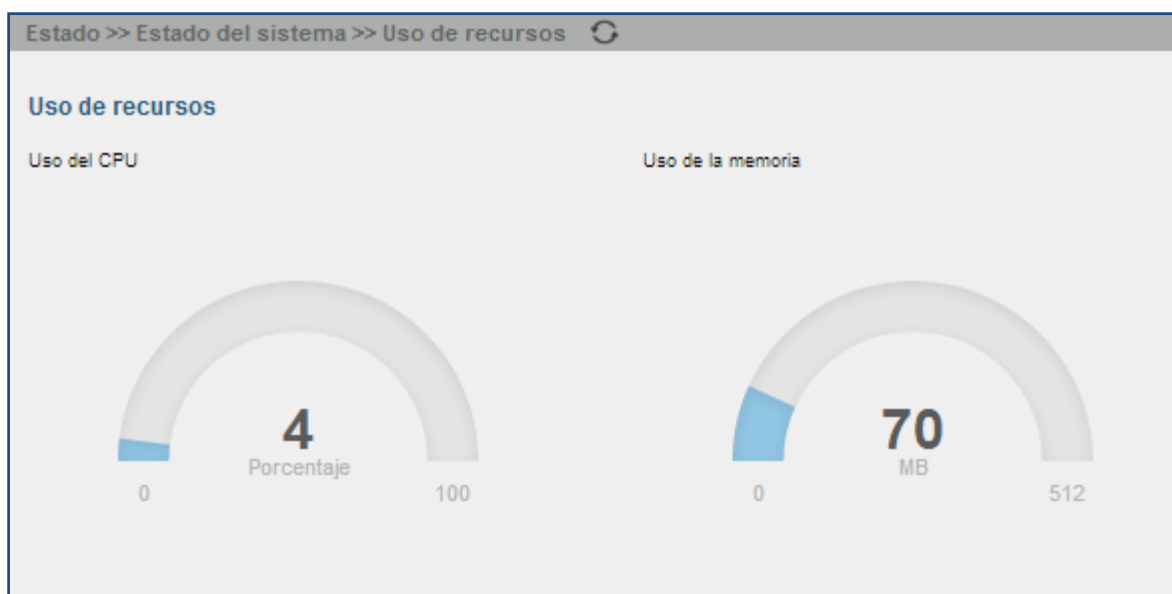 Estado >> Estado del sistema >> Uso de recursos
Uso de recursos
Uso del CPU
Uso de la memoria
4
Porcentaje
0
100
70
MB
0
512